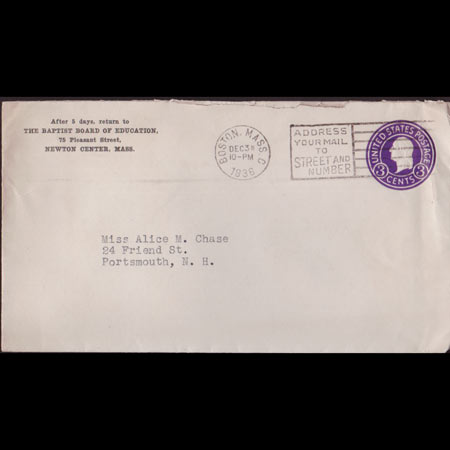 After 5 days, return to
THE BAPTIST BOARD OF EDUCATION,
75 Pleasant Street,
NEWTON CENTER, MASS.
BOSTON, MASS. C
DEC 31
10-PM
1936
ADDRESS
YOUR MAIL
TO
STREET AND
NUMBER
UNITED STATES POSTAGE
3 CENTS 3
Miss Alice M. Chase
24 Friend St.
Portsmouth, N. H.